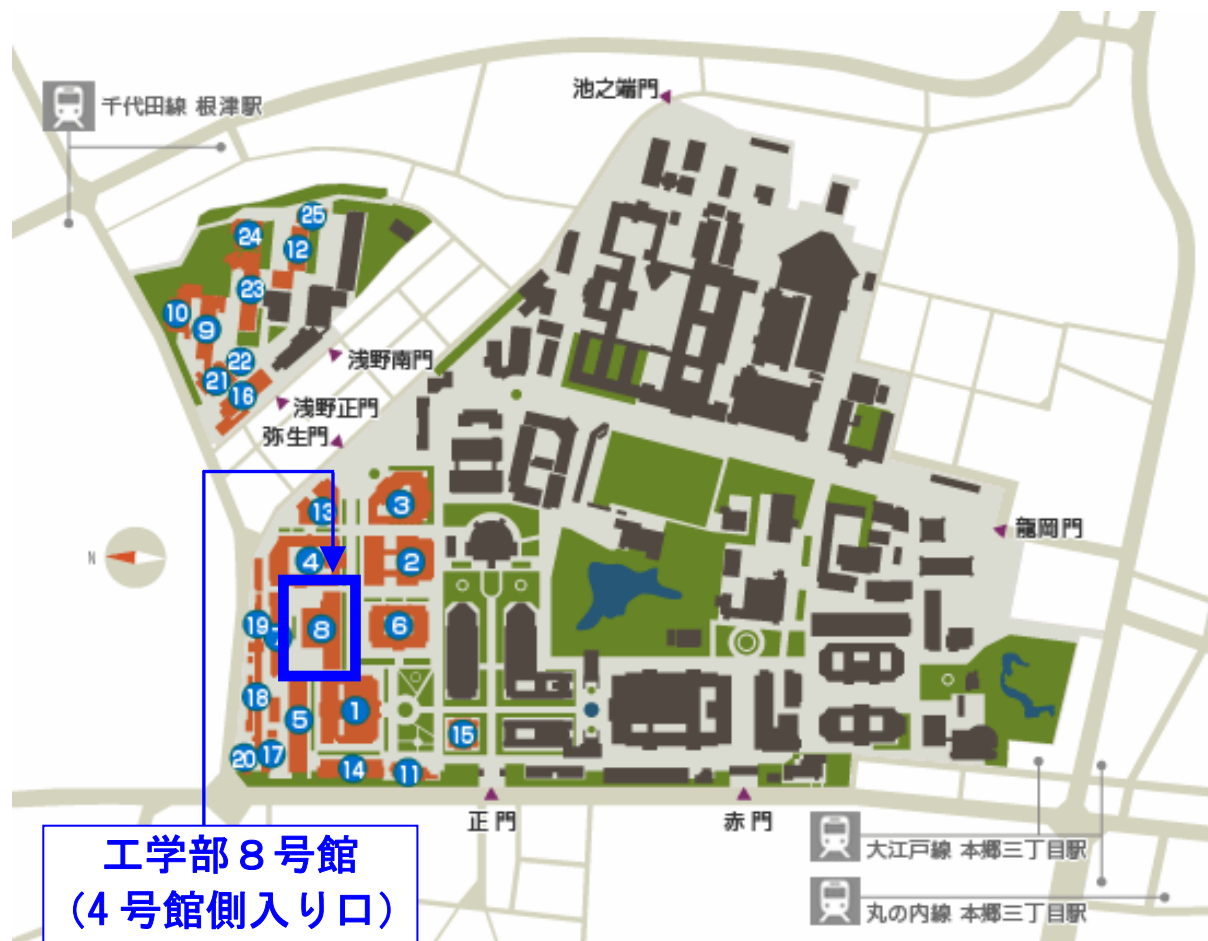 池之端門
千代田線 根津駅
25
24
12
23
10
9
22
21
16
浅野南門
浅野正門
弥生門
13
3
龍岡門
N
4
2
19
7
8
6
18
5
1
15
20
17
14
11
正門
赤門
工学部８号館
（4 号館側入り口）
大江戸線 本郷三丁目駅
丸の内線 本郷三丁目駅